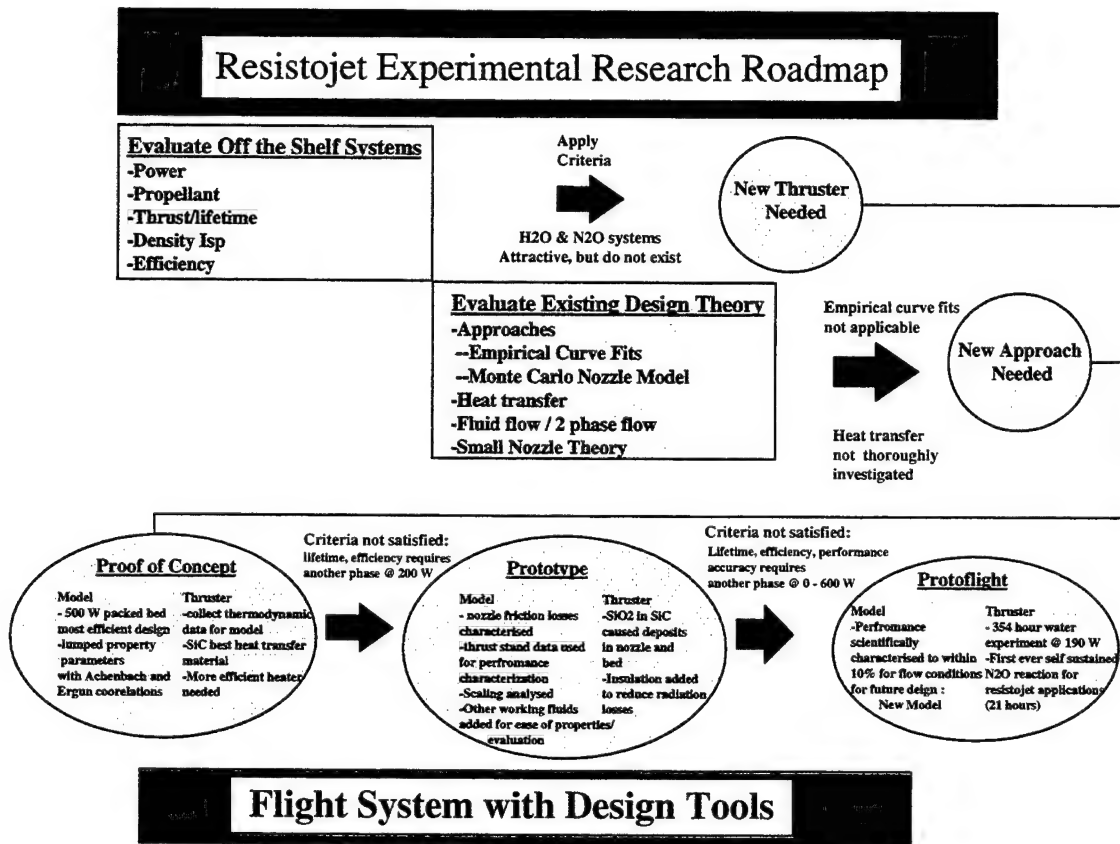 Resistojet Experimental Research Roadmap
Evaluate Off the Shelf Systems
-Power
-Propellant
-Thrust/lifetime
-Density Isp
-Efficiency
Apply
Criteria
H2O & N2O systems
Attractive, but do not exist
New Thruster
Needed
Evaluate Existing Design Theory
-Approaches
--Empirical Curve Fits
--Monte Carlo Nozzle Model
-Heat transfer
-Fluid flow / 2 phase flow
-Small Nozzle Theory
Empirical curve fits
not applicable
Heat transfer
not thoroughly
investigated
New Approach
Needed
Proof of Concept
Model
- 500 W packed bed
most efficient design
-lumped property
parameters
with Achenbach and
Ergun coorelations
Thruster
-collect thermodynamic
data for model
-SiC best heat transfer
material
-More efficient heater
needed
Criteria not satisfied:
lifetime, efficiency requires
another phase @ 200 W
Prototype
Model
- nozzle friction losses
characterised
-thrust stand data used
for perfromance
characterization
-Scaling analysed
-Other working fluids
added for ease of properties/
evaluation
Thruster
-SiO2 in SiC
caused deposits
in nozzle and
bed
-Insulation added
to reduce radiation
losses
Criteria not satisfied:
Lifetime, efficiency, performance
accuracy requires
another phase @ 0 - 600 W
Protoflight
Model
-Perfromance
scientifically
characterised to within
10% for flow conditions
for future deign :
New Model
Thruster
- 354 hour water
experiment @ 190 W
-First ever self sustained
N2O reaction for
resistojet applications
(21 hours)
Flight System with Design Tools